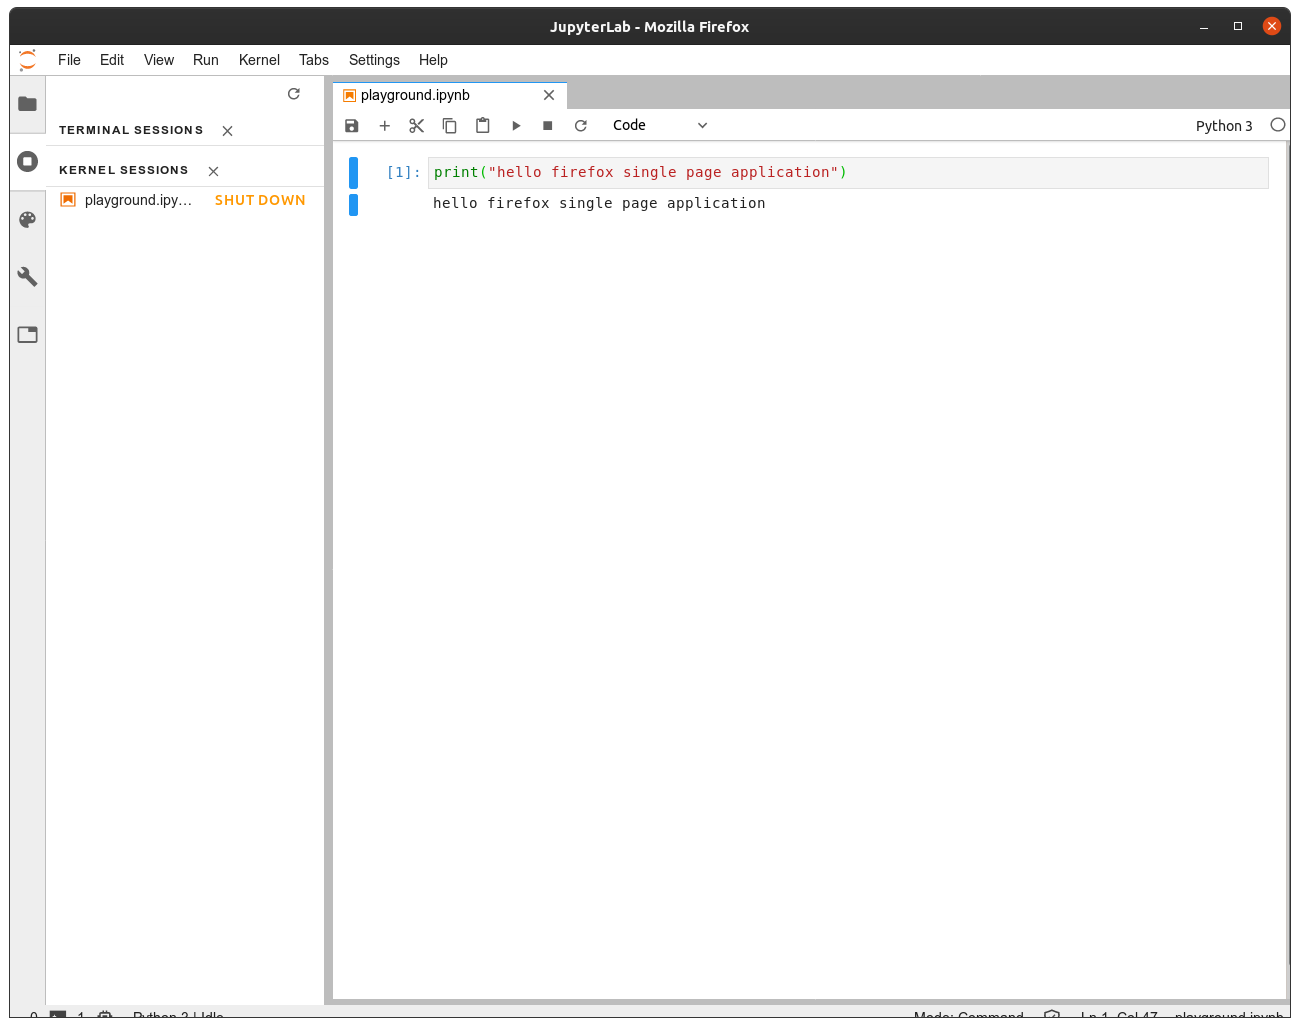 JupyterLab - Mozilla Firefox
File Edit View Run Kernel Tabs Settings Help
playground.ipynb
Code Python 3
TERMINAL SESSIONS
KERNEL SESSIONS
playground.ipy… SHUT DOWN
[1]: print("hello firefox single page application")
hello firefox single page application
0 1 Python 3 | Idle Mode: Command Ln 1, Col 47 playground.ipynb